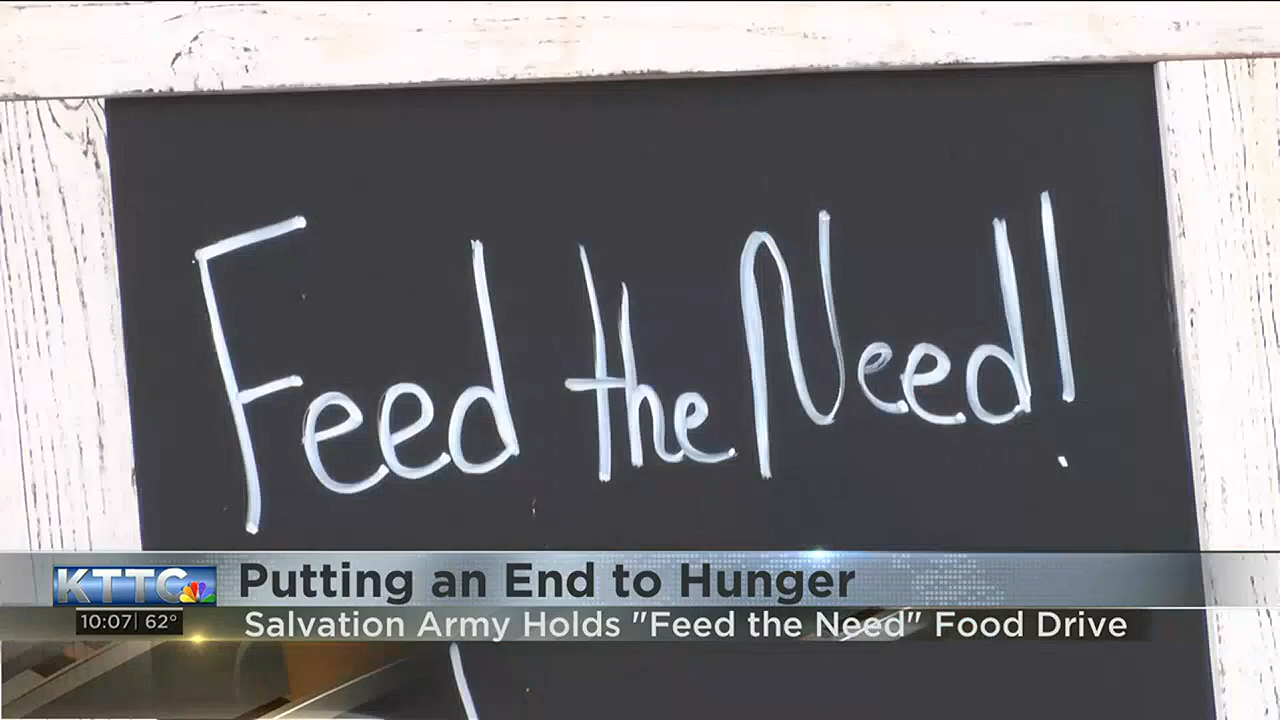 Feed the Need!
KTTC
Putting an End to Hunger
10:07 62°
Salvation Army Holds "Feed the Need" Food Drive